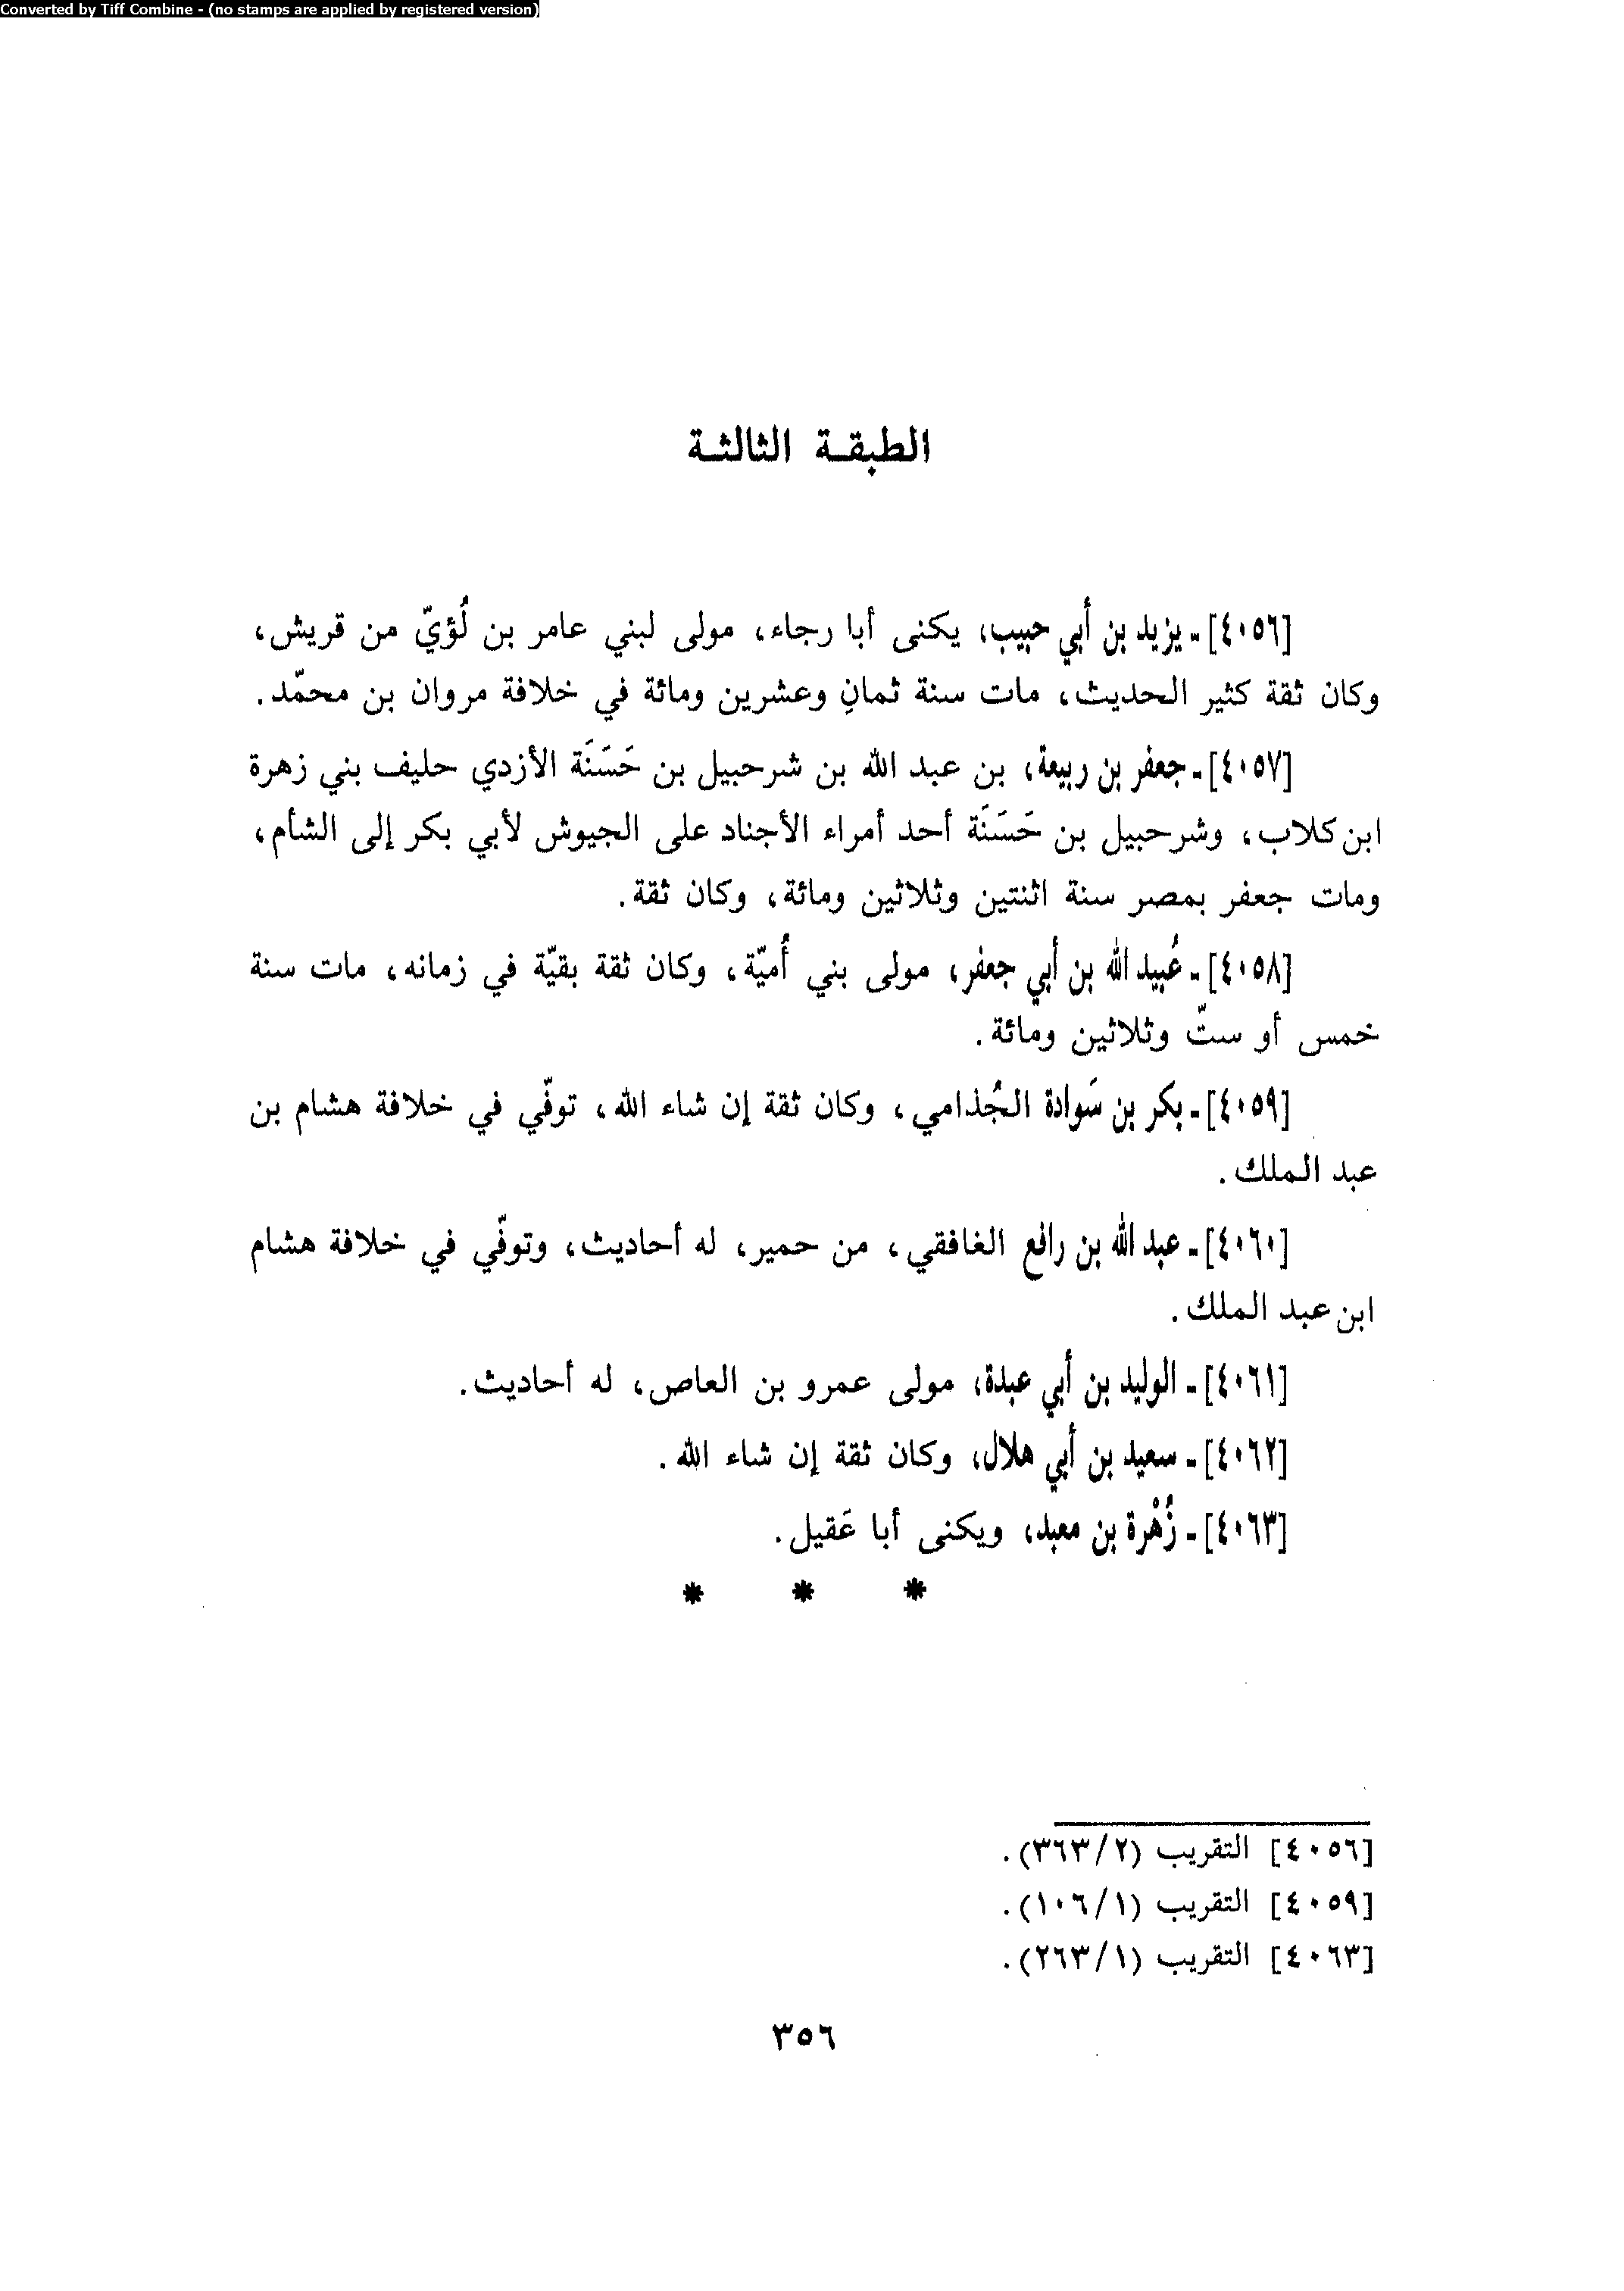 Converted by Tiff Combine - (no stamps are applied by registered version)
الطبقـة الثالثـة
[٤٠٥٦]ـ يزيد بن أبي حبيب، يكنى أبا رجاء، مولى لبني عامر بن لُؤيّ من قريش،
وكان ثقة كثير الحديث، مات سنة ثمانٍ وعشرين ومائة في خلافة مروان بن محمّد.
[٤٠٥٧]ـ جعفر بن ربيعة، بن عبد الله بن شرحبيل بن حَسَنَة الأزدي حليف بني زهرة
ابن كلاب، وشرحبيل بن حَسَنَة أحد أمراء الأجناد على الجيوش لأبي بكر إلى الشأم،
ومات جعفر بمصر سنة اثنتين وثلاثين ومائة، وكان ثقة.
[٤٠٥٨]ـ عُبيد الله بن أبي جعفر، مولى بني أُميّة، وكان ثقة بقيّة في زمانه، مات سنة
خمس أو ستّ وثلاثين ومائة.
[٤٠٥٩]ـ بكر بن سَوادة الجُذامي، وكان ثقة إن شاء الله، توفّي في خلافة هشام بن
عبد الملك.
[٤٠٦٠]ـ عبد الله بن رافع الغافقي، من حمير، له أحاديث، وتوفّي في خلافة هشام
ابن عبد الملك.
[٤٠٦١]ـ الوليد بن أبي عبدة، مولى عمرو بن العاص، له أحاديث.
[٤٠٦٢]ـ سعيد بن أبي هلال، وكان ثقة إن شاء الله.
[٤٠٦٣]ـ زُهْرة بن معبد، ويكنى أبا عَقيل.
* * *
[٤٠٥٦] التقريب (٢/٣٦٣).
[٤٠٥٩] التقريب (١/١٠٦).
[٤٠٦٣] التقريب (١/٢٦٣).
٣٥٦